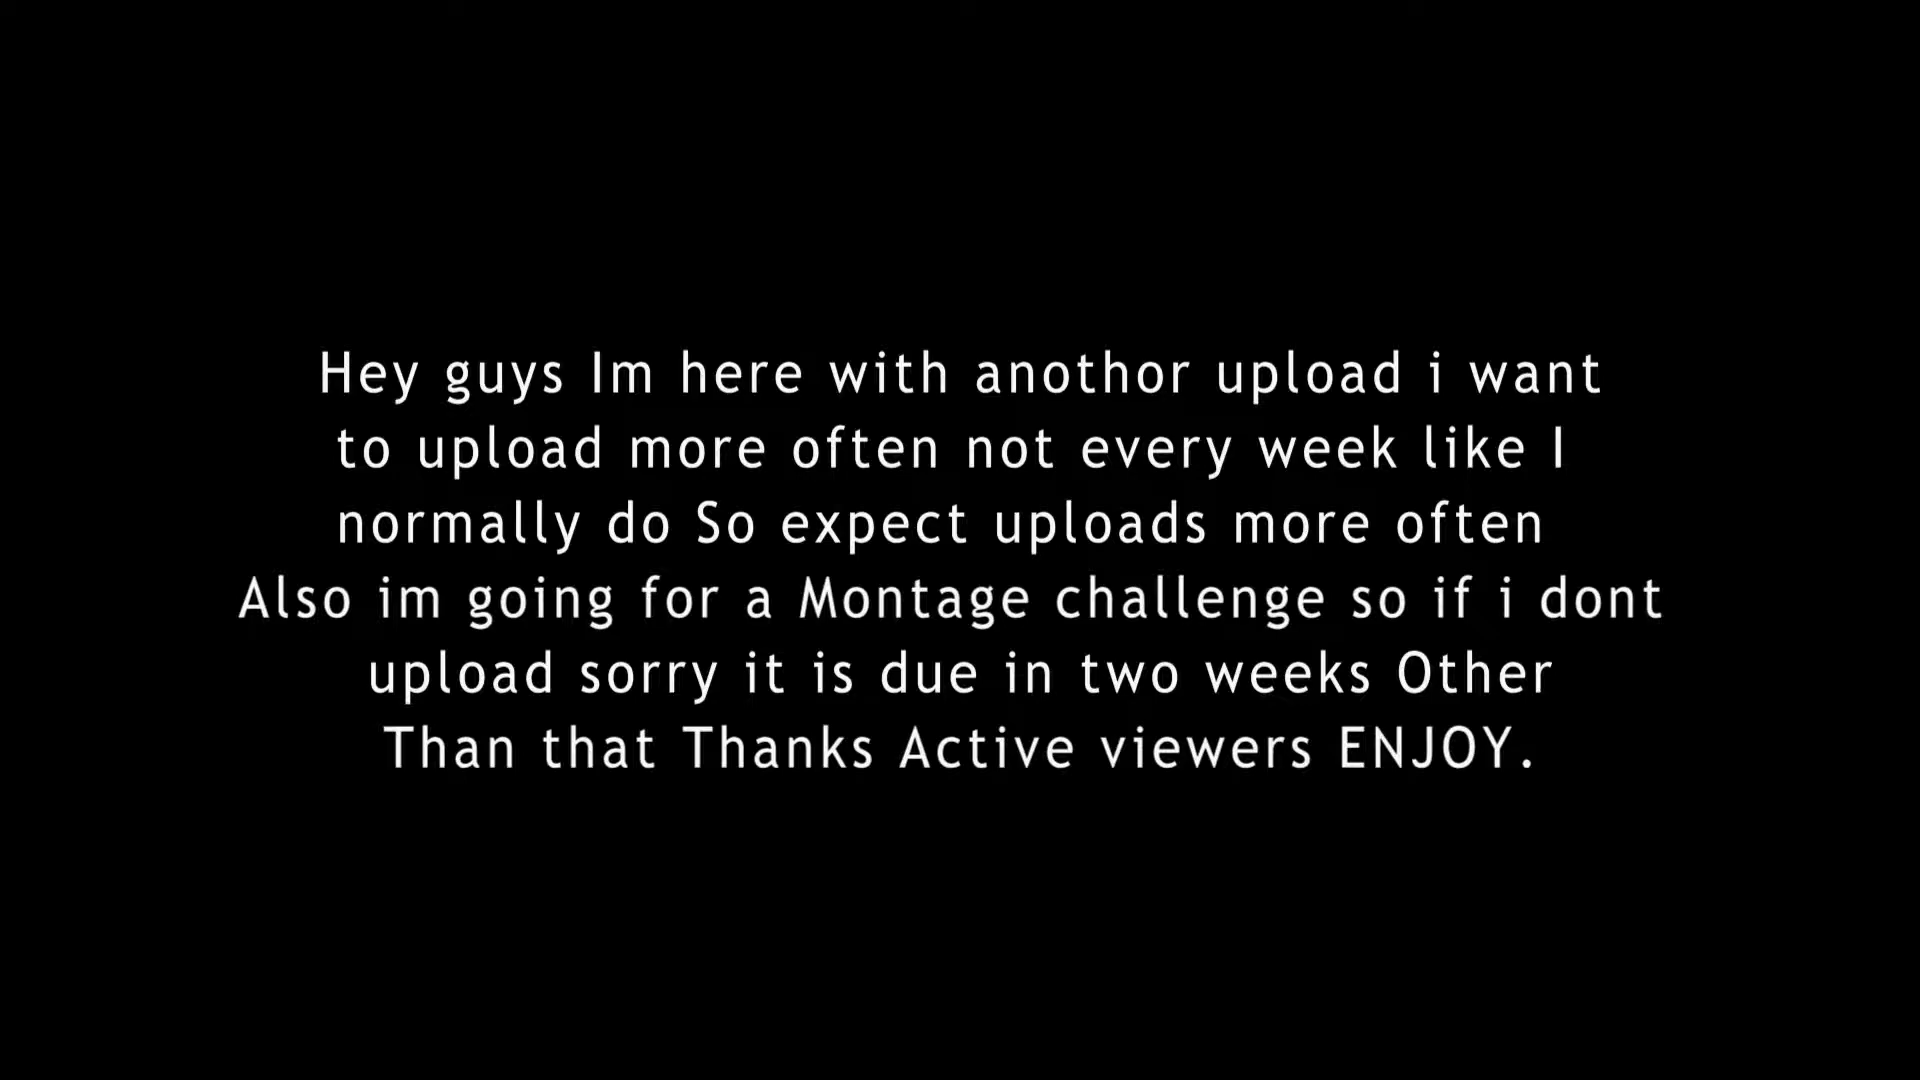 Hey guys Im here with anothor upload i want
to upload more often not every week like I
normally do So expect uploads more often
Also im going for a Montage challenge so if i dont
upload sorry it is due in two weeks Other
Than that Thanks Active viewers ENJOY.